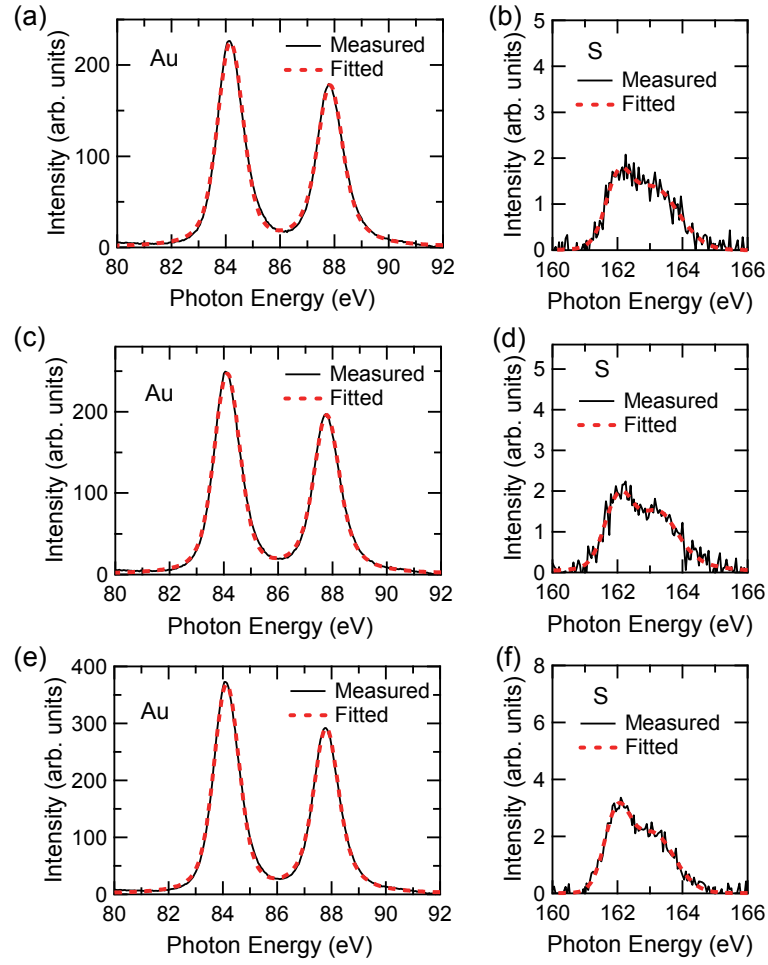 (a)
Intensity (arb. units)
200
100
0
Au
Measured
Fitted
80 82 84 86 88 90 92
Photon Energy (eV)
(b)
Intensity (arb. units)
5
4
3
2
1
0
S
Measured
Fitted
160 162 164 166
Photon Energy (eV)
(c)
Intensity (arb. units)
200
100
0
Au
Measured
Fitted
80 82 84 86 88 90 92
Photon Energy (eV)
(d)
Intensity (arb. units)
5
4
3
2
1
0
S
Measured
Fitted
160 162 164 166
Photon Energy (eV)
(e)
Intensity (arb. units)
400
300
200
100
0
Au
Measured
Fitted
80 82 84 86 88 90 92
Photon Energy (eV)
(f)
Intensity (arb. units)
8
6
4
2
0
S
Measured
Fitted
160 162 164 166
Photon Energy (eV)